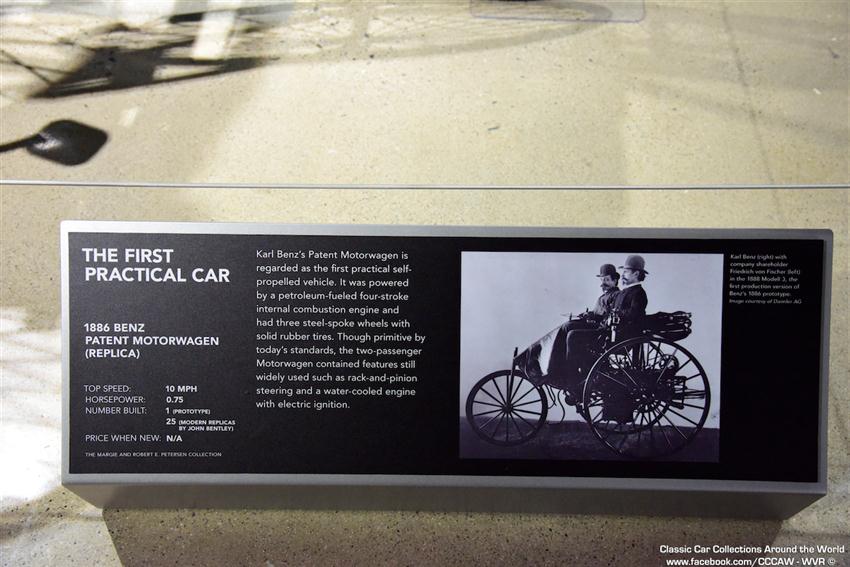 THE FIRST
PRACTICAL CAR
1886 BENZ
PATENT MOTORWAGEN
(REPLICA)
TOP SPEED: 10 MPH
HORSEPOWER: 0.75
NUMBER BUILT: 1 (PROTOTYPE)
25 (MODERN REPLICAS
BY JOHN BENTLEY)
PRICE WHEN NEW: N/A
THE MARGIE AND ROBERT E. PETERSEN COLLECTION
Karl Benz's Patent Motorwagen is
regarded as the first practical self-
propelled vehicle. It was powered
by a petroleum-fueled four-stroke
internal combustion engine and
had three steel-spoke wheels with
solid rubber tires. Though primitive by
today's standards, the two-passenger
Motorwagen contained features still
widely used such as rack-and-pinion
steering and a water-cooled engine
with electric ignition.
Karl Benz (right) with
company shareholder
Friedrich von Fischer (left)
in the 1888 Modell 3, the
first production version of
Benz's 1886 prototype.
Image courtesy of Daimler AG
Classic Car Collections Around the World
www.facebook.com/CCCAW - WVR ©